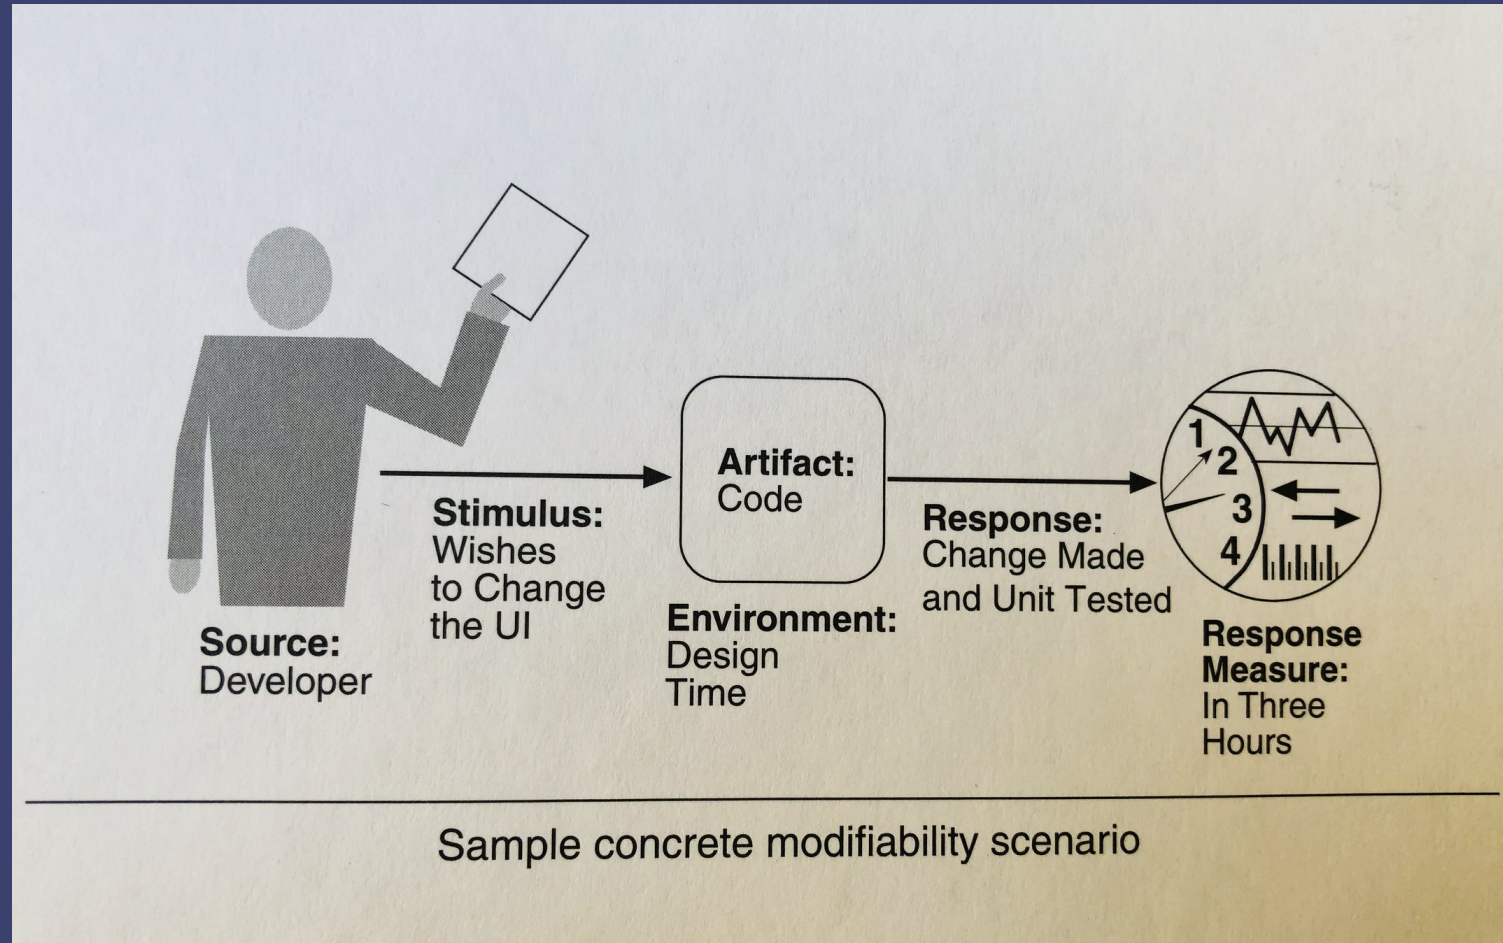 1
2
3
4
Artifact:
Code
Stimulus:
Wishes
to Change
the UI
Response:
Change Made
and Unit Tested
Environment:
Design
Time
Source:
Developer
Response
Measure:
In Three
Hours
Sample concrete modifiability scenario